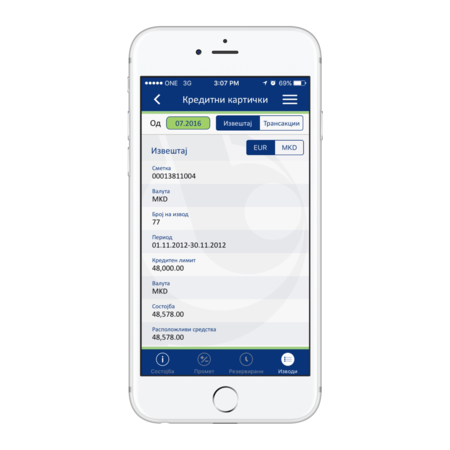 ONE 3G 3:07 PM 69%
Кредитни картички
Од 07.2016 Извештај Трансакции
Извештај EUR MKD
Сметка
00013811004
Валута
MKD
Број на извод
77
Период
01.11.2012-30.11.2012
Кредитен лимит
48,000.00
Валута
MKD
Состојба
48,578.00
Расположливи средства
48,578.00
Состојба Промет Резервирани Изводи